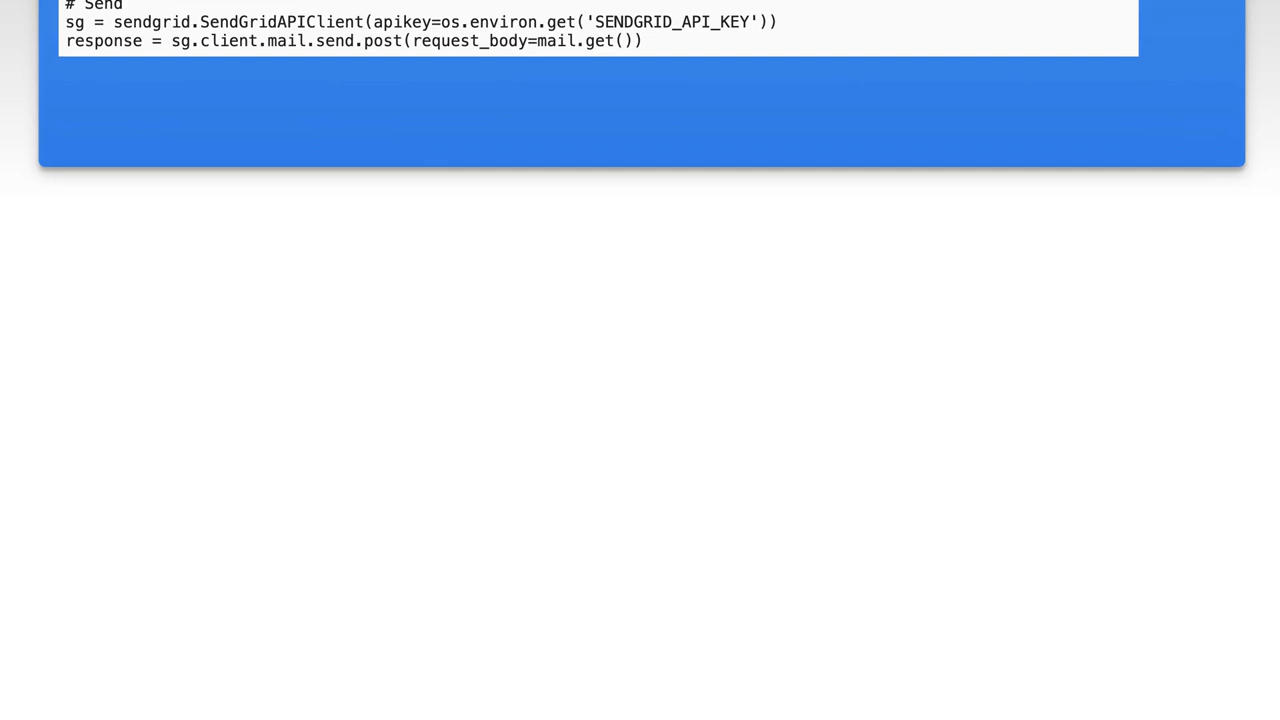 # Send
sg = sendgrid.SendGridAPIClient(apikey=os.environ.get('SENDGRID_API_KEY'))
response = sg.client.mail.send.post(request_body=mail.get())